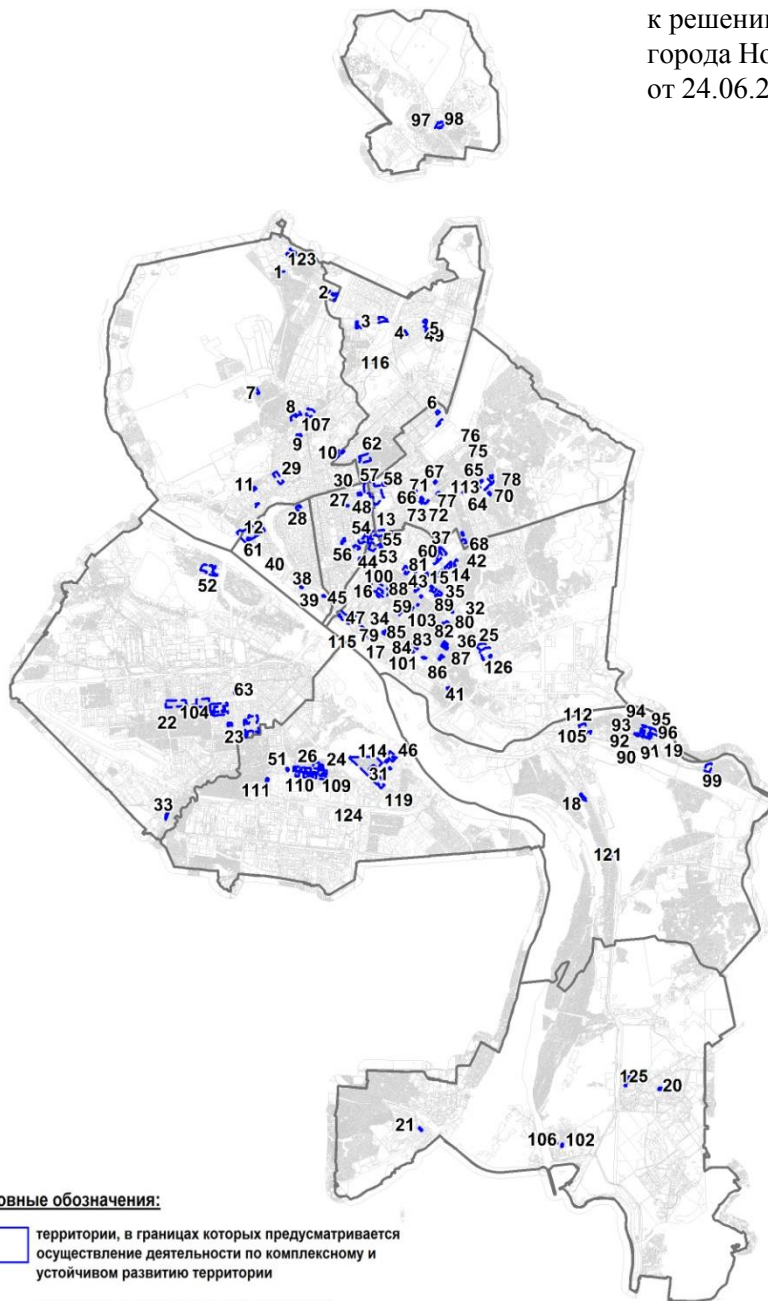 к решени
города Но
от 24.06.2
97 98
123
1
2
3 5
4 49
116
7 6
8
107
9 76
10 62 75
29 57 67 65 78
11 30 58 71 113
27 48 66 77 64 70
28 73 72
12 54 13
61 56 55 37 68
40 44 53 60 42
52 100 81 15 14
38 16 88 43 35
39 45 59 89 32
47 34 103 80
115 79 85 83 82 36 25
17 84 87 126
101 86
63 41
104
22 94
23 112 93 95
105 92 96
51 26 24 114 46 90 91 19
111 110 109 31 99
33 119 18
124
121
125 20
21
106 102
овные обозначения:
территории, в границах которых предусматривается
осуществление деятельности по комплексному и
устойчивом развитию территории